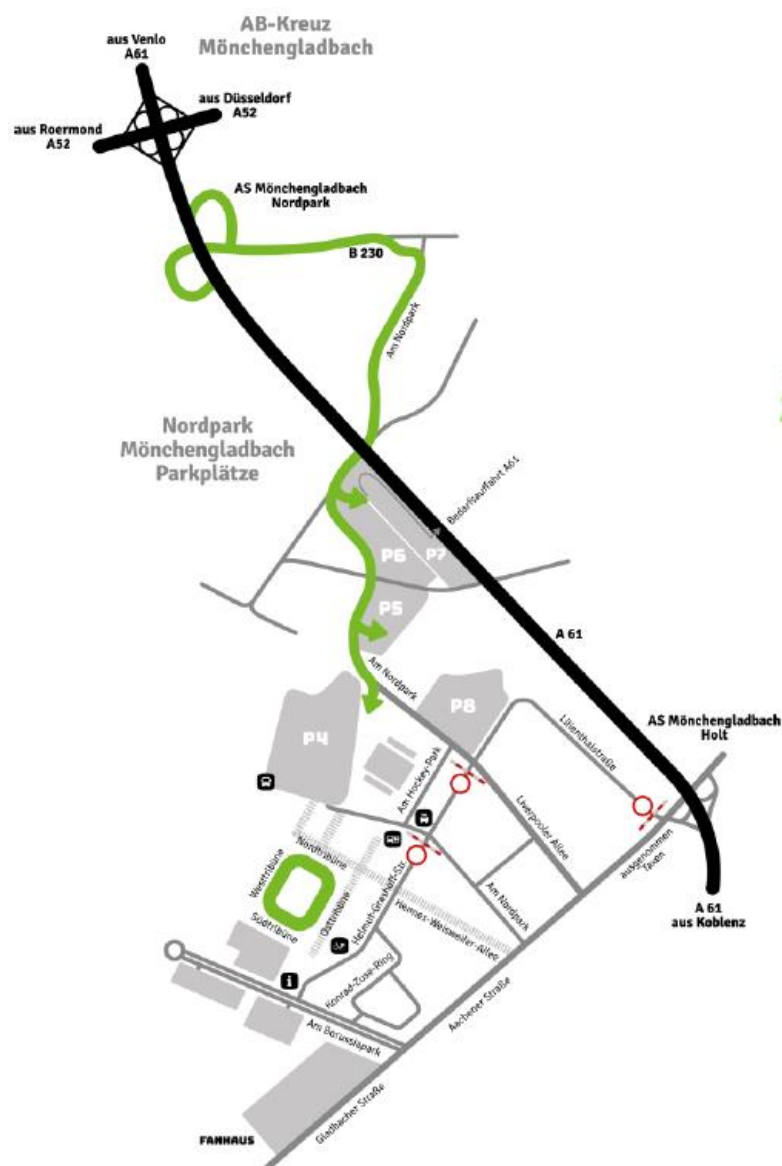 AB-Kreuz
Mönchengladbach
aus Venlo
A61
aus Düsseldorf
A52
aus Roermond
A52
AS Mönchengladbach
Nordpark
B 230
Am Nordpark
Nordpark
Mönchengladbach
Parkplätze
Bedarfsauffahrt A61
P6
P7
P5
A 61
Am Nordpark
P8
P4
AS Mönchengladbach
Holt
Lilienthalstraße
Am Hockey-Park
Liverpooler Allee
ausgenommen
Taxen
Nordtribüne
Westtribüne
Osttribüne
Südtribüne
Helmut-Grashoff-Str.
Am Nordpark
Hennes-Weisweiler-Allee
A 61
aus Koblenz
Konrad-Zuse-Ring
Aachener Straße
Am Borussiapark
Gladbacher Straße
FANHAUS